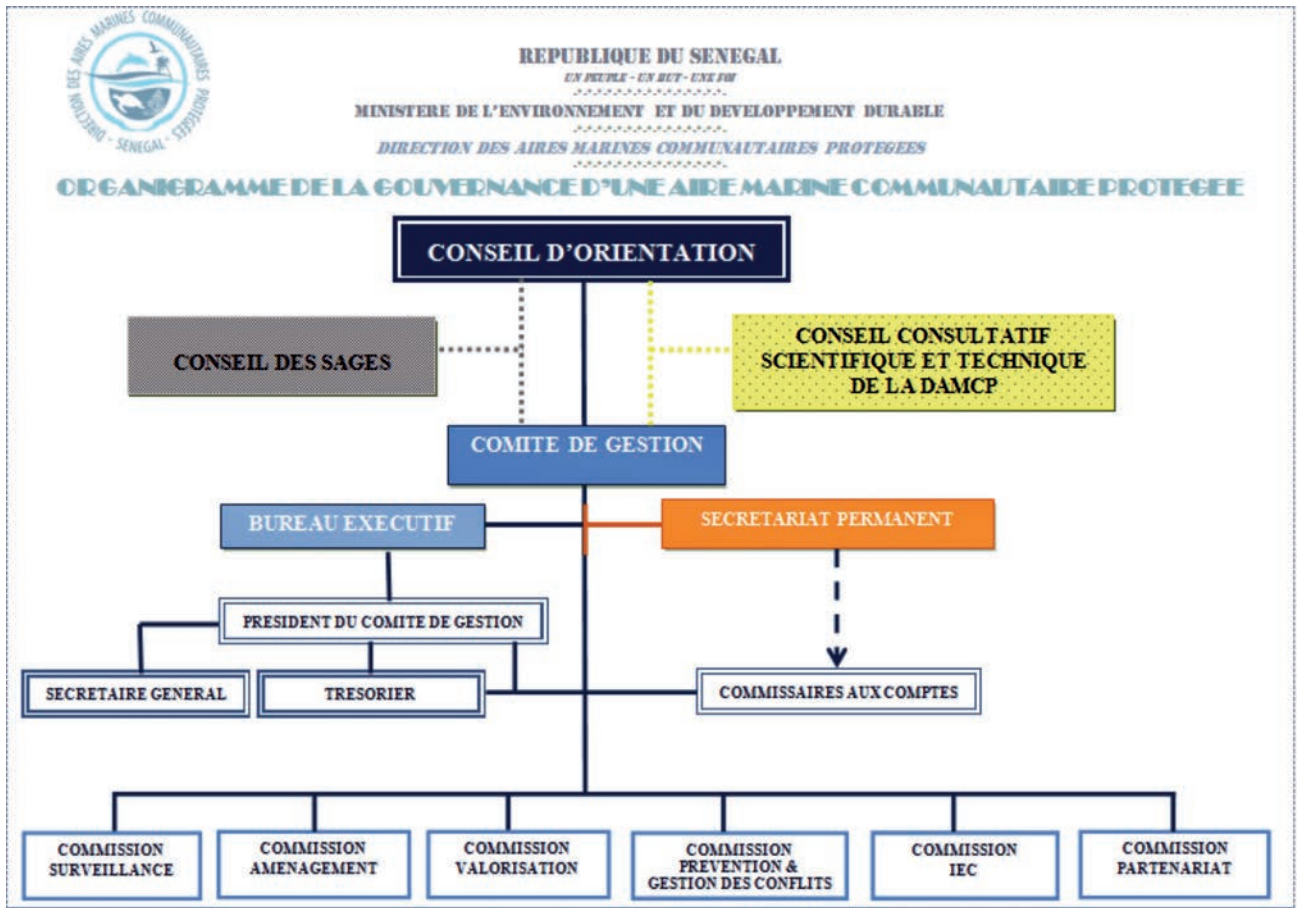 DIRECTION DES AIRES MARINES COMMUNAUTAIRES PROTÉGÉES
- SENEGAL -
REPUBLIQUE DU SENEGAL
UN PEUPLE - UN BUT - UNE FOI
MINISTERE DE L'ENVIRONNEMENT ET DU DEVELOPPEMENT DURABLE
DIRECTION DES AIRES MARINES COMMUNAUTAIRES PROTEGEES
ORGANIGRAMME DE LA GOUVERNANCE D'UNE AIRE MARINE COMMUNAUTAIRE PROTEGEE
CONSEIL D'ORIENTATION
CONSEIL DES SAGES
CONSEIL CONSULTATIF
SCIENTIFIQUE ET TECHNIQUE
DE LA DAMCP
COMITE DE GESTION
BUREAU EXECUTIF
SECRETARIAT PERMANENT
PRESIDENT DU COMITE DE GESTION
SECRETAIRE GENERAL
TRESORIER
COMMISSAIRES AUX COMPTES
COMMISSION
SURVEILLANCE
COMMISSION
AMENAGEMENT
COMMISSION
VALORISATION
COMMISSION
PREVENTION &
GESTION DES CONFLITS
COMMISSION
IEC
COMMISSION
PARTENARIAT